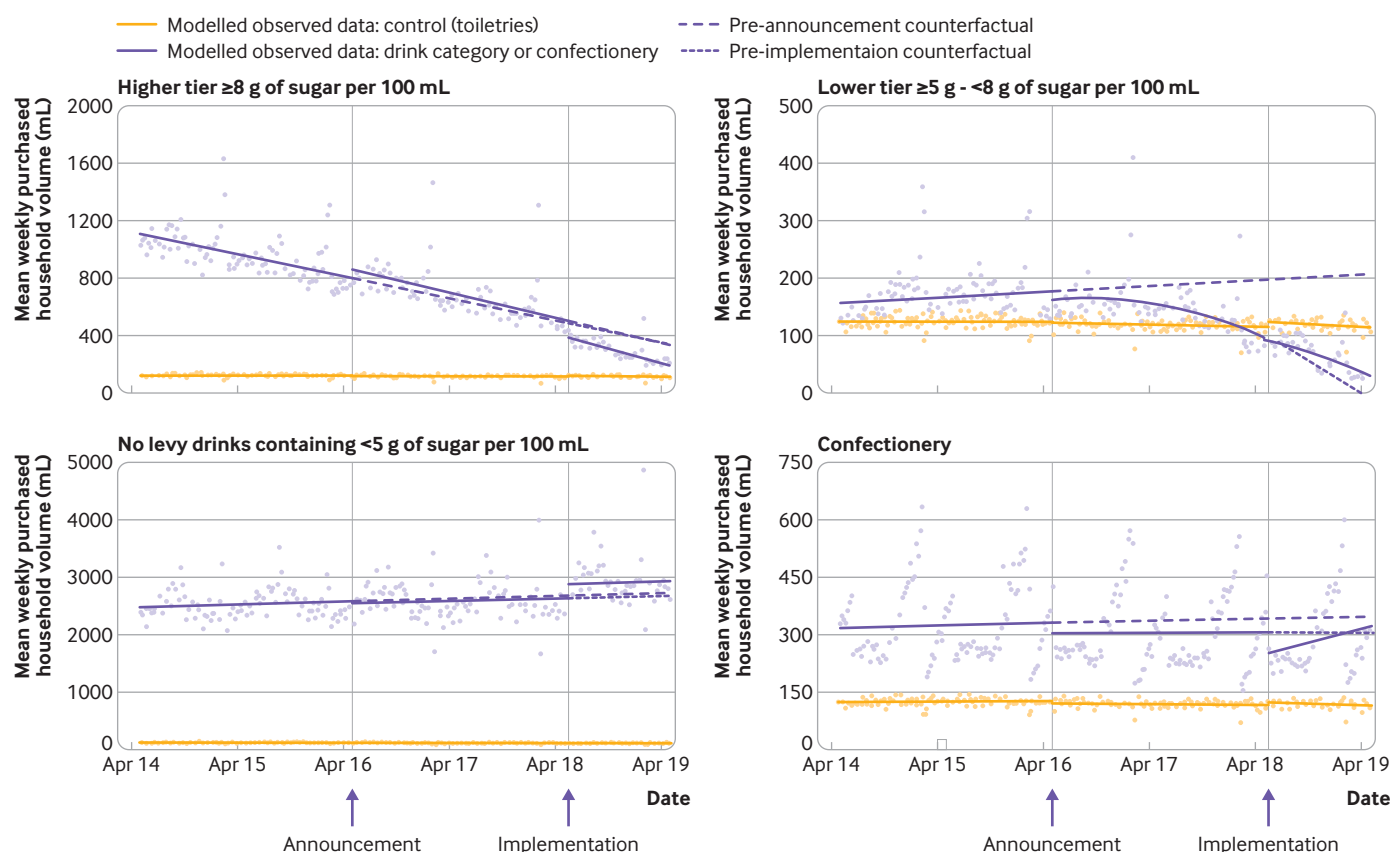 Modelled observed data: control (toiletries)
Pre-announcement counterfactual
Modelled observed data: drink category or confectionery
Pre-implementaion counterfactual
Higher tier ≥8 g of sugar per 100 mL
Mean weekly purchased
household volume (mL)
2000
1600
1200
800
400
0
Lower tier ≥5 g - <8 g of sugar per 100 mL
Mean weekly purchased
household volume (mL)
500
400
300
200
100
0
No levy drinks containing <5 g of sugar per 100 mL
Mean weekly purchased
household volume (mL)
5000
4000
3000
2000
1000
0
Apr 14 Apr 15 Apr 16 Apr 17 Apr 18 Apr 19
Date
Announcement Implementation
Confectionery
Mean weekly purchased
household volume (mL)
750
600
450
300
150
0
Apr 14 Apr 15 Apr 16 Apr 17 Apr 18 Apr 19
Date
Announcement Implementation